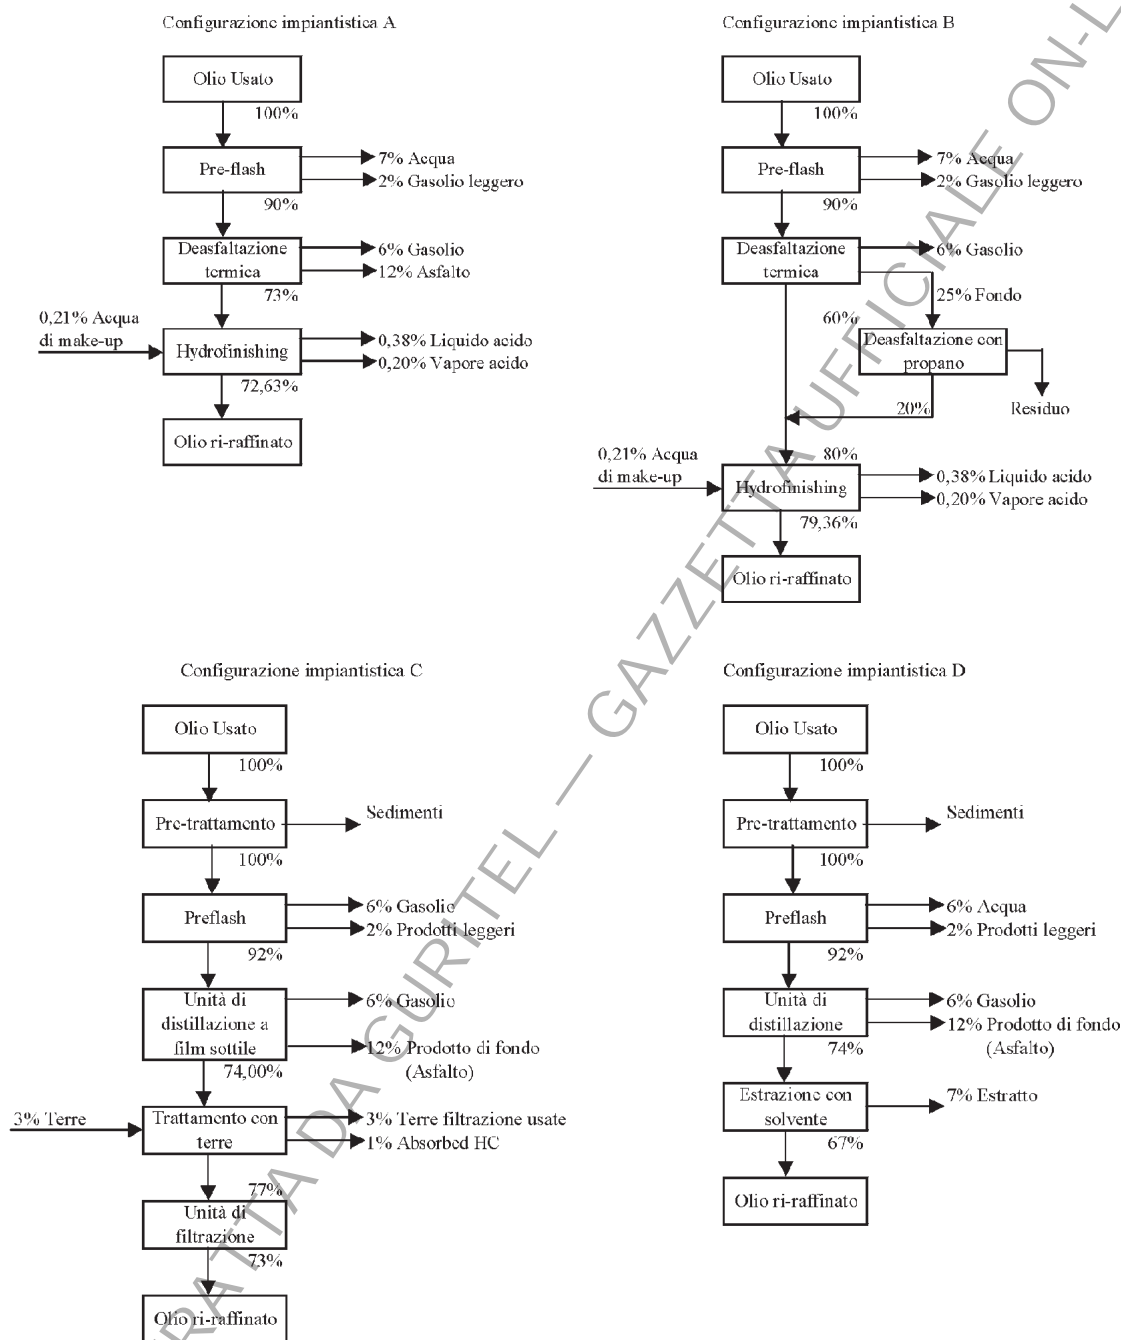 Configurazione impiantistica A
Olio Usato
100%
Pre-flash
7% Acqua
2% Gasolio leggero
90%
Deasfaltazione
termica
6% Gasolio
12% Asfalto
73%
0,21% Acqua
di make-up
Hydrofinishing
0,38% Liquido acido
0,20% Vapore acido
72,63%
Olio ri-raffinato
Configurazione impiantistica B
Olio Usato
100%
Pre-flash
7% Acqua
2% Gasolio leggero
90%
Deasfaltazione
termica
6% Gasolio
25% Fondo
60%
Deasfaltazione con
propano
20%
Residuo
80%
0,21% Acqua
di make-up
Hydrofinishing
0,38% Liquido acido
0,20% Vapore acido
79,36%
Olio ri-raffinato
Configurazione impiantistica C
Olio Usato
100%
Pre-trattamento
Sedimenti
100%
Preflash
6% Gasolio
2% Prodotti leggeri
92%
Unità di
distillazione a
film sottile
6% Gasolio
12% Prodotto di fondo
(Asfalto)
74,00%
3% Terre
Trattamento con
terre
3% Terre filtrazione usate
1% Absorbed HC
77%
Unità di
filtrazione
73%
Olio ri-raffinato
Configurazione impiantistica D
Olio Usato
100%
Pre-trattamento
Sedimenti
100%
Preflash
6% Acqua
2% Prodotti leggeri
92%
Unità di
distillazione
6% Gasolio
12% Prodotto di fondo
(Asfalto)
74%
Estrazione con
solvente
7% Estratto
67%
Olio ri-raffinato
RATTA DA GURITEL — GAZZETTA UFFICIALE ON-L